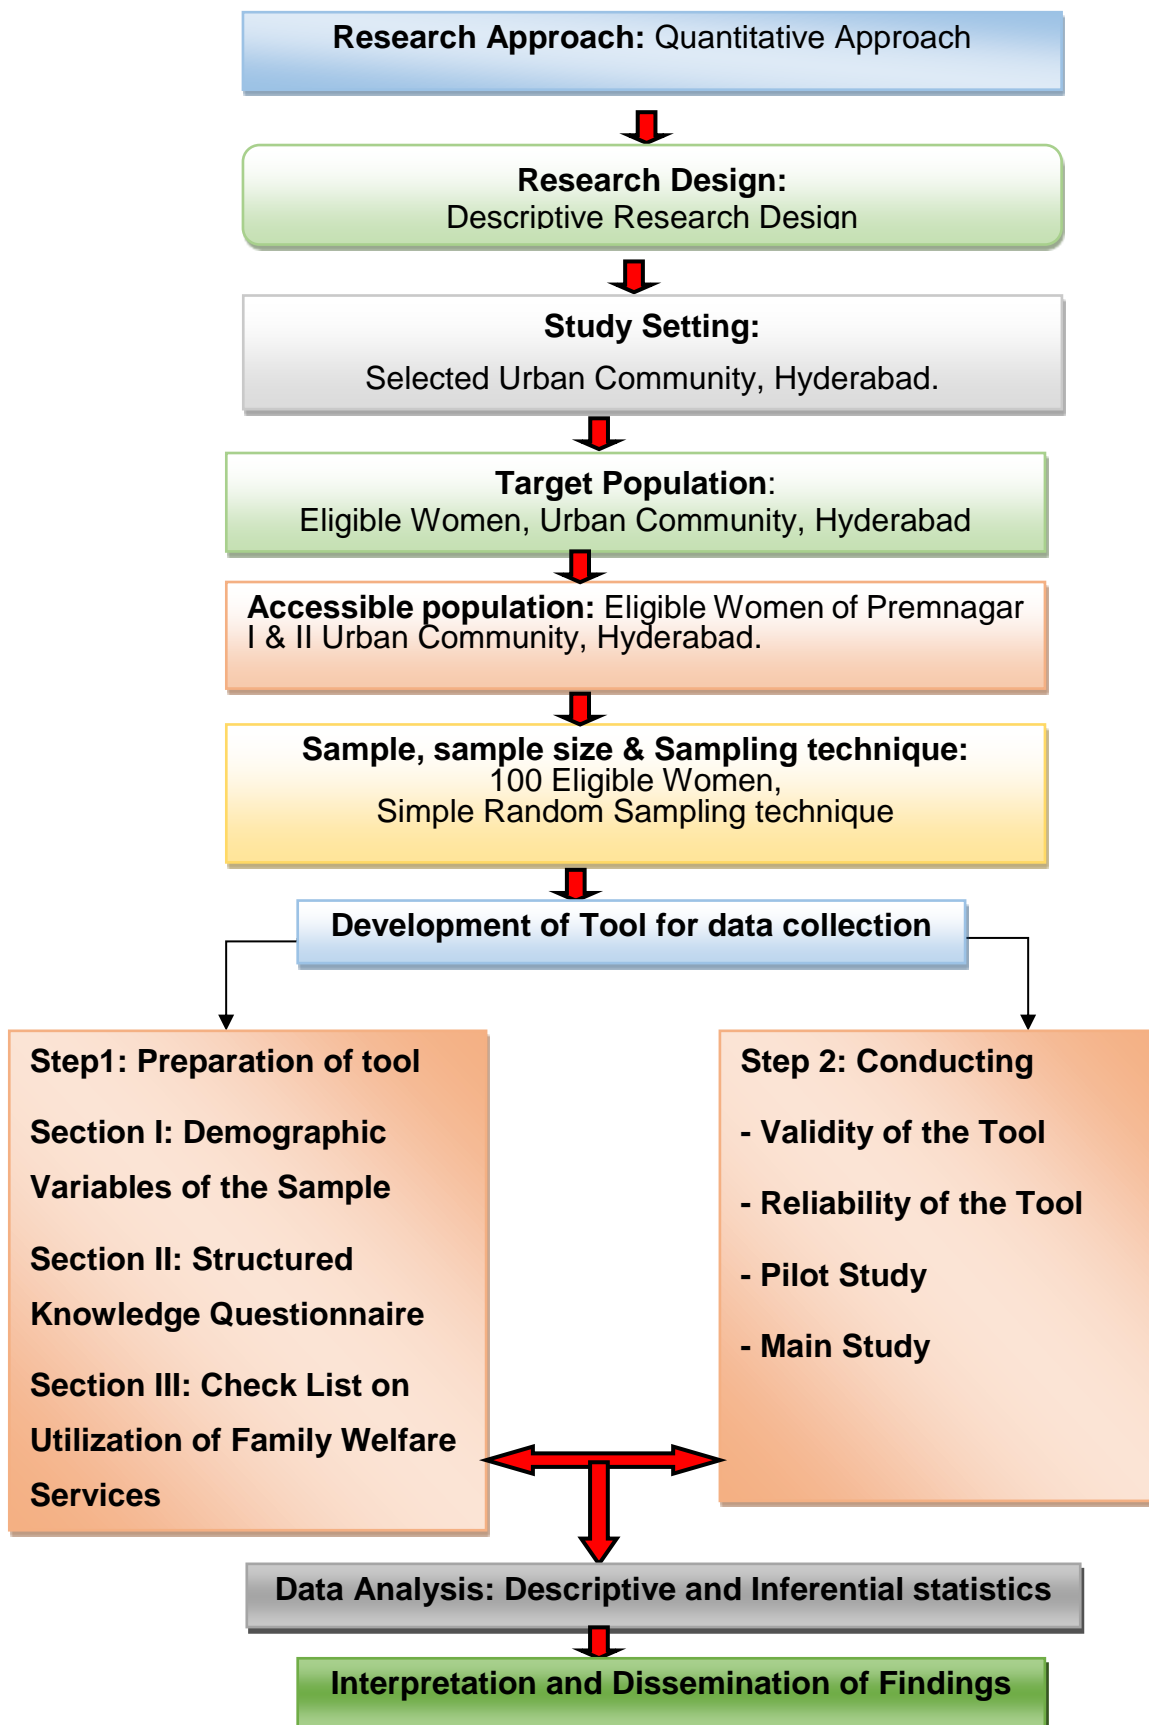 Research Approach: Quantitative Approach
Research Design:
Descriptive Research Design
Study Setting:
Selected Urban Community, Hyderabad.
Target Population:
Eligible Women, Urban Community, Hyderabad
Accessible population: Eligible Women of Premnagar
I & II Urban Community, Hyderabad.
Sample, sample size & Sampling technique:
100 Eligible Women,
Simple Random Sampling technique
Development of Tool for data collection
Step1: Preparation of tool
Section I: Demographic
Variables of the Sample
Section II: Structured
Knowledge Questionnaire
Section III: Check List on
Utilization of Family Welfare
Services
Step 2: Conducting
- Validity of the Tool
- Reliability of the Tool
- Pilot Study
- Main Study
Data Analysis: Descriptive and Inferential statistics
Interpretation and Dissemination of Findings